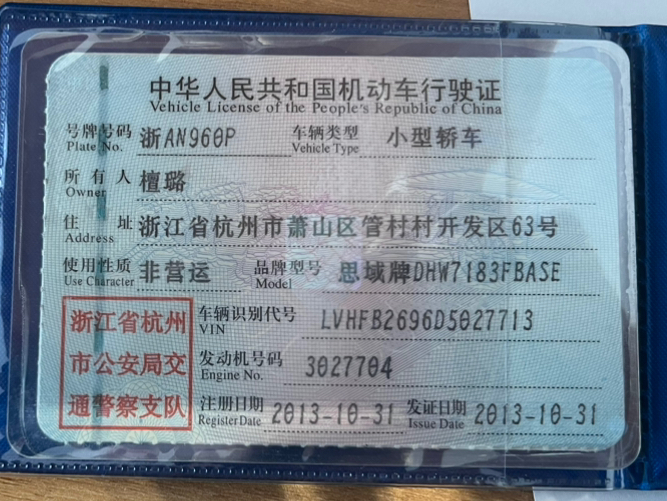 中华人民共和国机动车行驶证
Vehicle License of the People's Republic of China
号牌号码 浙AN960P 车辆类型 小型轿车
Plate No. Vehicle Type
所有人 檀璐
Owner
住址 浙江省杭州市萧山区管村村开发区63号
Address
使用性质 非营运 品牌型号 思域牌DHW7183FBASE
Use Character Model
浙江省杭州
市公安局交
通警察支队
车辆识别代号 LVHFB2696D5027713
VIN
发动机号码 3027704
Engine No.
注册日期 2013-10-31 发证日期 2013-10-31
Register Date Issue Date